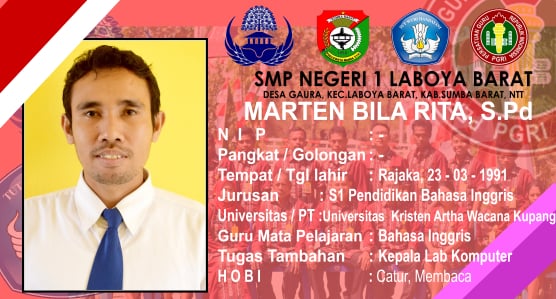 SMP NEGERI 1 LABOYA BARAT
DESA GAURA, KEC.LABOYA BARAT, KAB.SUMBA BARAT, NTT
MARTEN BILA RITA, S.Pd
N I P : -
Pangkat / Golongan : -
Tempat / Tgl lahir : Rajaka, 23 - 03 - 1991
Jurusan : S1 Pendidikan Bahasa Inggris
Universitas / PT : Universitas Kristen Artha Wacana Kupang
Guru Mata Pelajaran : Bahasa Inggris
Tugas Tambahan : Kepala Lab Komputer
H O B I : Catur, Membaca
PGRI